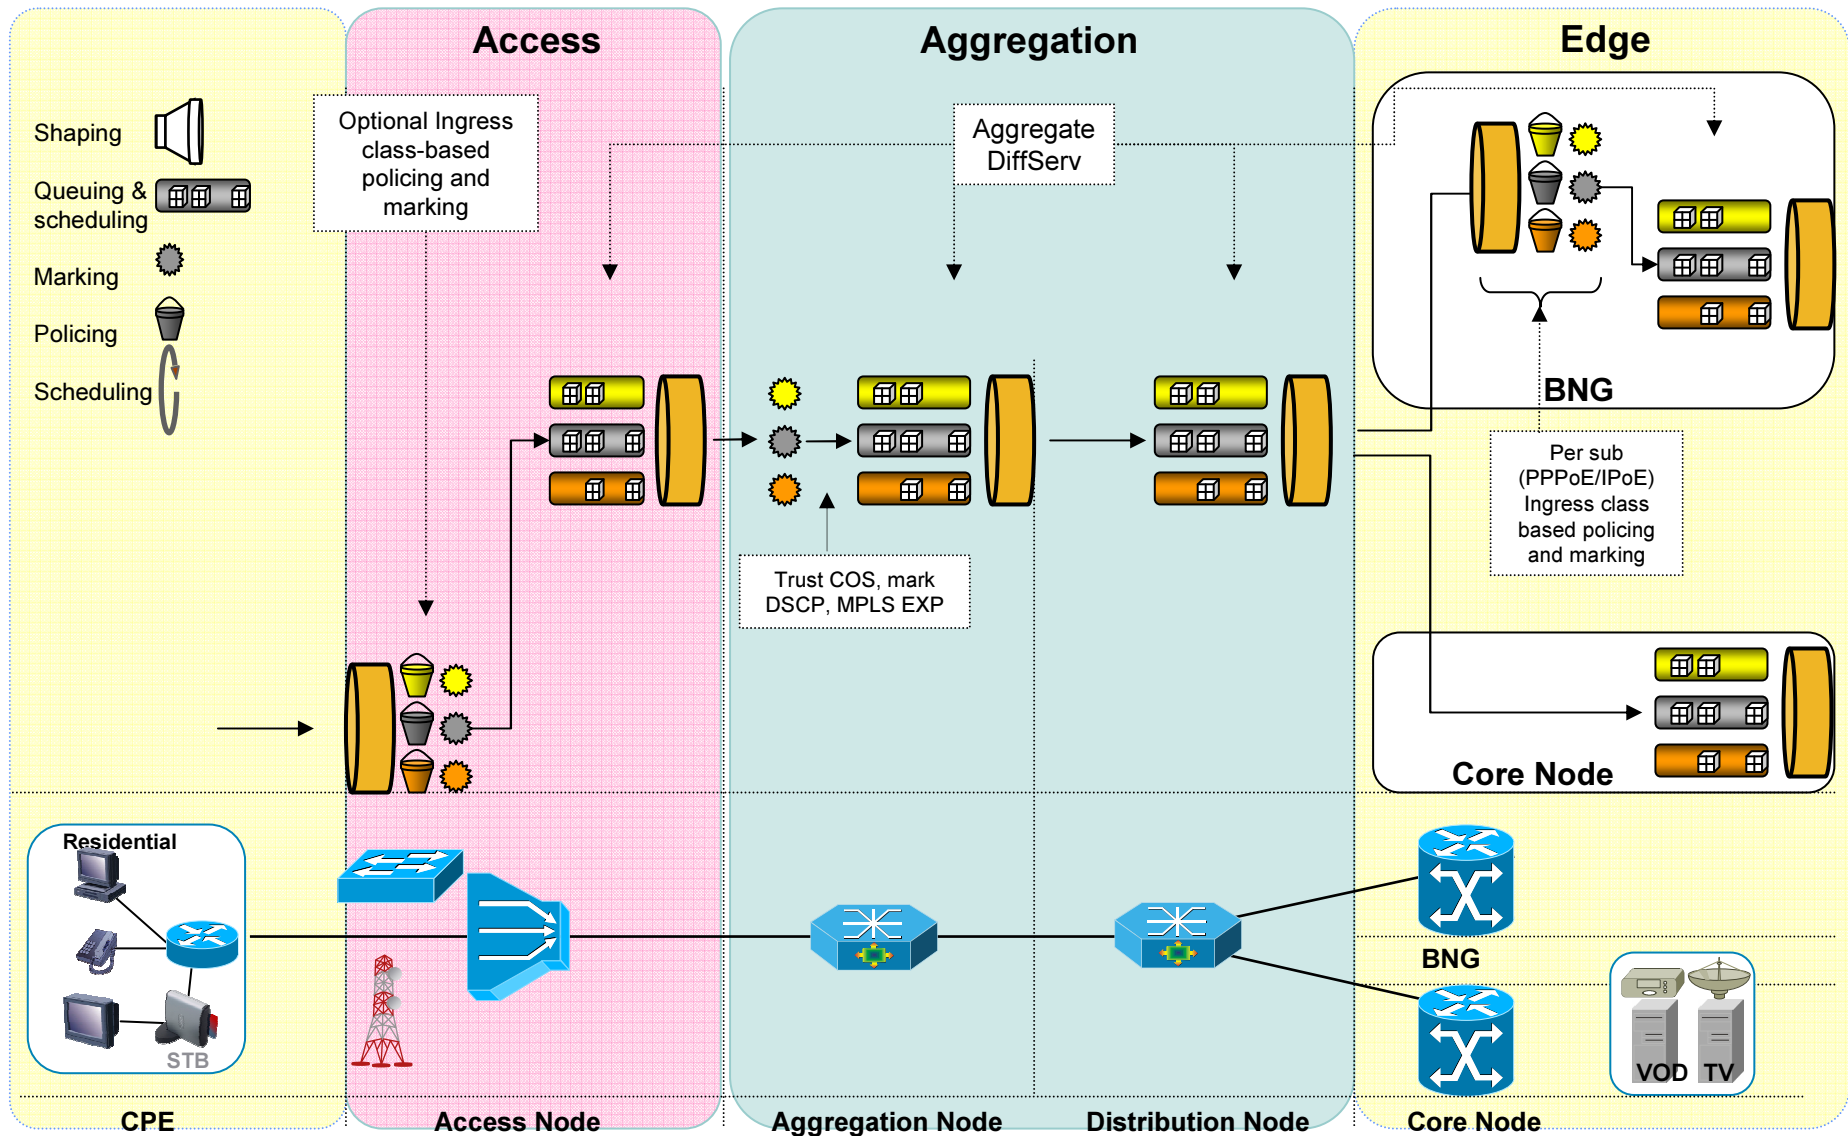 Access
Aggregation
Edge
Shaping
Queuing &
scheduling
Marking
Policing
Scheduling
Optional Ingress
class-based
policing and
marking
Aggregate
DiffServ
BNG
Per sub
(PPPoE/IPoE)
Ingress class
based policing
and marking
Trust COS, mark
DSCP, MPLS EXP
Core Node
Residential
STB
BNG
VOD
TV
CPE
Access Node
Aggregation Node
Distribution Node
Core Node